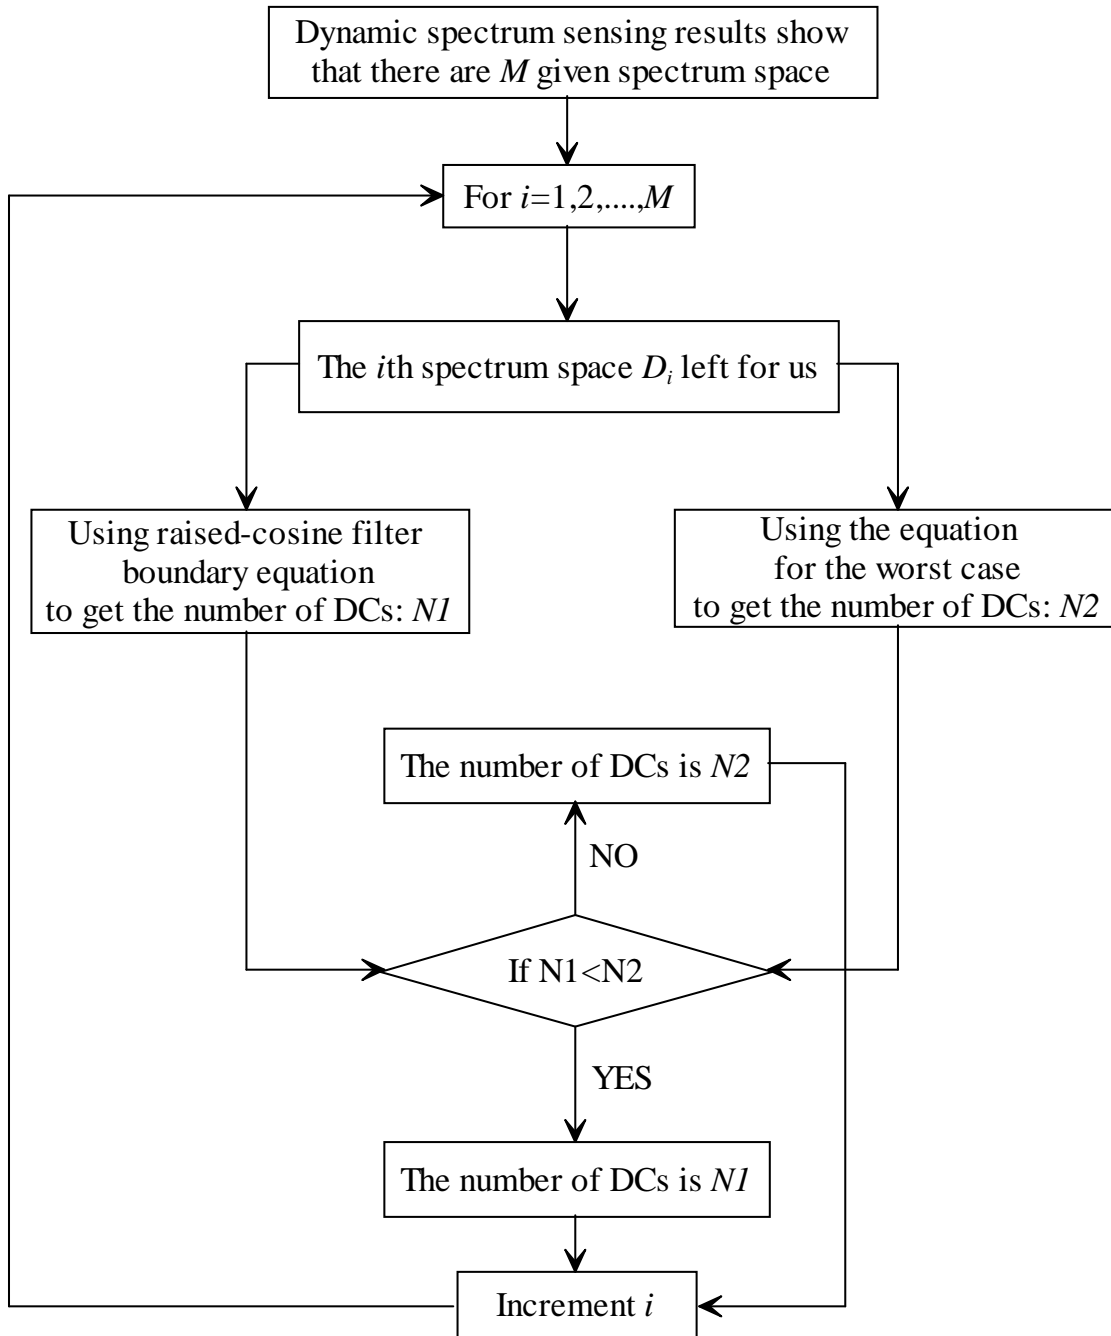 Dynamic spectrum sensing results show
that there are M given spectrum space
For i=1,2,....,M
The ith spectrum space Di left for us
Using raised-cosine filter
boundary equation
to get the number of DCs: N1
Using the equation
for the worst case
to get the number of DCs: N2
The number of DCs is N2
NO
If N1<N2
YES
The number of DCs is N1
Increment i